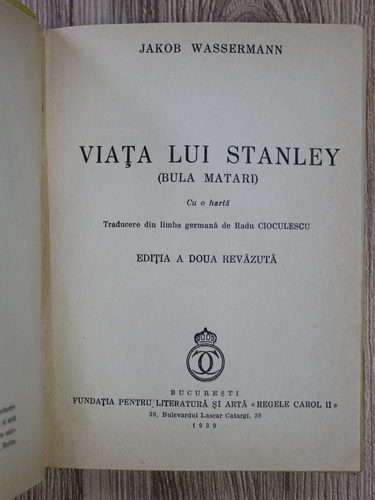 JAKOB WASSERMANN
VIAŢA LUI STANLEY
(BULA MATARI)
Cu o hartă
Traducere din limba germană de Radu CIOCULESCU
EDIŢIA A DOUA REVĂZUTĂ
BUCUREŞTI
FUNDAŢIA PENTRU LITERATURĂ ŞI ARTĂ «REGELE CAROL II»
39, Bulevardul Lascar Catargi, 39
1939